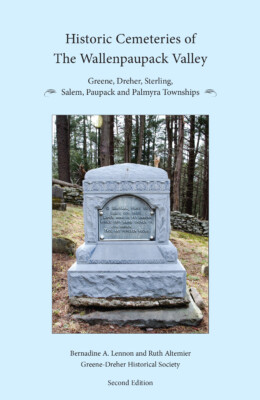 Historic Cemeteries of
The Wallenpaupack Valley
Greene, Dreher, Sterling,
Salem, Paupack and Palmyra Townships
Bernadine A. Lennon and Ruth Altemier
Greene-Dreher Historical Society
Second Edition